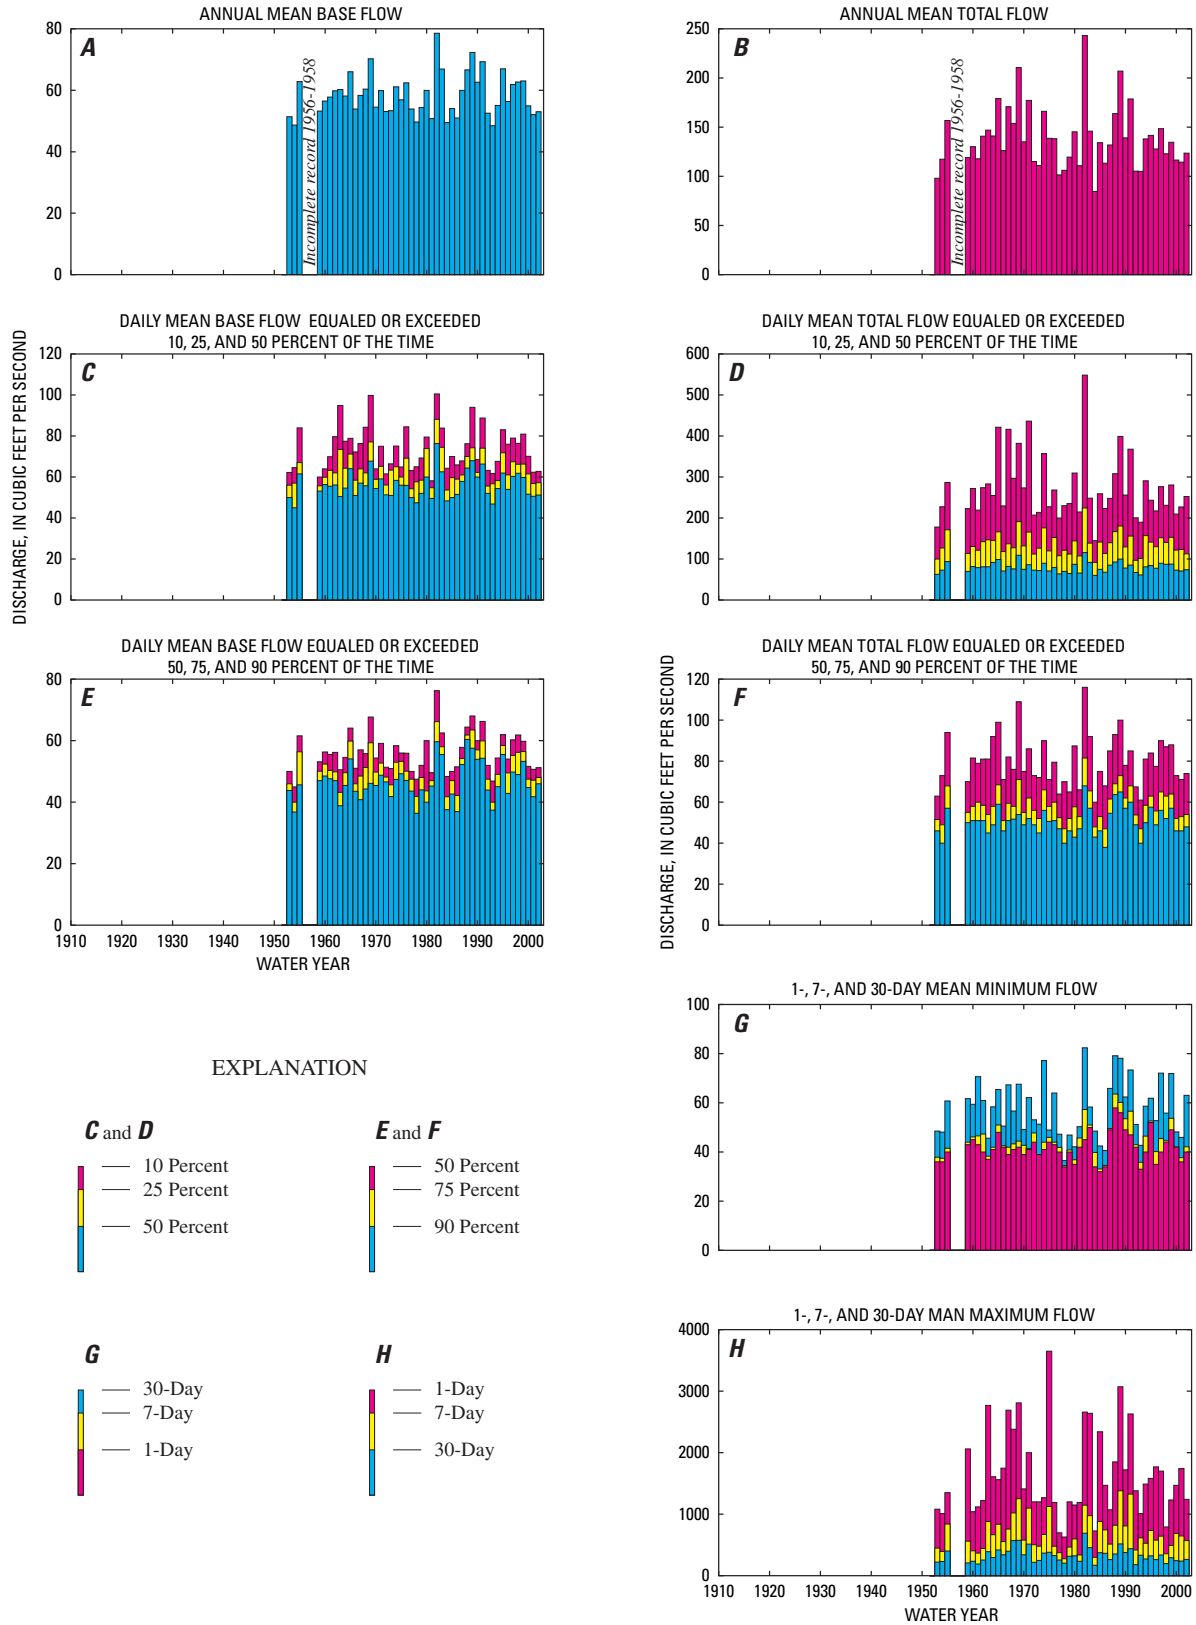 ANNUAL MEAN BASE FLOW
80
60
40
20
0
A
Incomplete record 1956-1958
ANNUAL MEAN TOTAL FLOW
250
200
150
100
50
0
B
Incomplete record 1956-1958
DISCHARGE, IN CUBIC FEET PER SECOND
DAILY MEAN BASE FLOW EQUALED OR EXCEEDED
10, 25, AND 50 PERCENT OF THE TIME
120
100
80
60
40
20
0
C
DAILY MEAN TOTAL FLOW EQUALED OR EXCEEDED
10, 25, AND 50 PERCENT OF THE TIME
600
500
400
300
200
100
0
D
DAILY MEAN BASE FLOW EQUALED OR EXCEEDED
50, 75, AND 90 PERCENT OF THE TIME
80
60
40
20
0
E
1910 1920 1930 1940 1950 1960 1970 1980 1990 2000
WATER YEAR
DISCHARGE, IN CUBIC FEET PER SECOND
DAILY MEAN TOTAL FLOW EQUALED OR EXCEEDED
50, 75, AND 90 PERCENT OF THE TIME
120
100
80
60
40
20
0
F
1-, 7-, AND 30-DAY MEAN MINIMUM FLOW
100
80
60
40
20
0
G
1-, 7-, AND 30-DAY MAN MAXIMUM FLOW
4000
3000
2000
1000
0
H
1910 1920 1930 1940 1950 1960 1970 1980 1990 2000
WATER YEAR
EXPLANATION
C and D
10 Percent
25 Percent
50 Percent
E and F
50 Percent
75 Percent
90 Percent
G
30-Day
7-Day
1-Day
H
1-Day
7-Day
30-Day